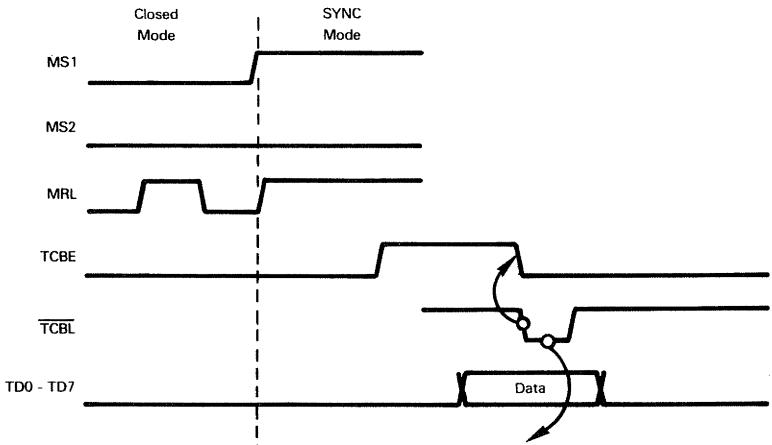 Closed
Mode
SYNC
Mode
MS1
MS2
MRL
TCBE
TCBL
TD0 - TD7
Data